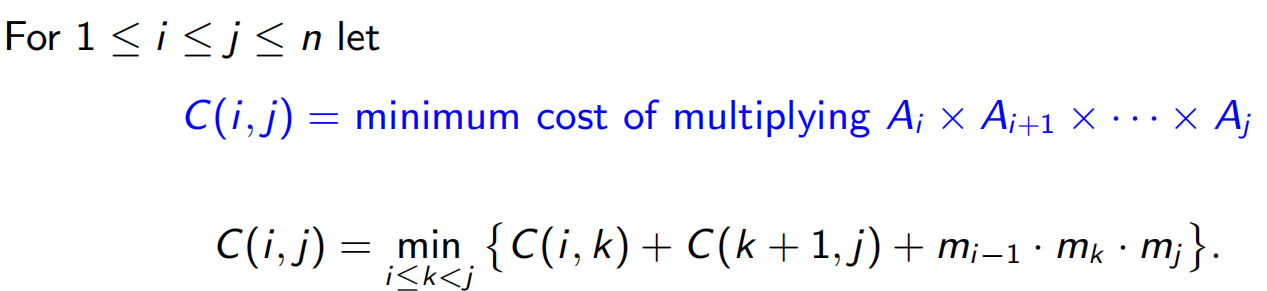 For 1 ≤ i ≤ j ≤ n let
C(i, j) = minimum cost of multiplying A_i × A_{i+1} × ⋯ × A_j
C(i, j) = min_{i≤k<j} {C(i, k) + C(k + 1, j) + m_{i−1} · m_k · m_j}.